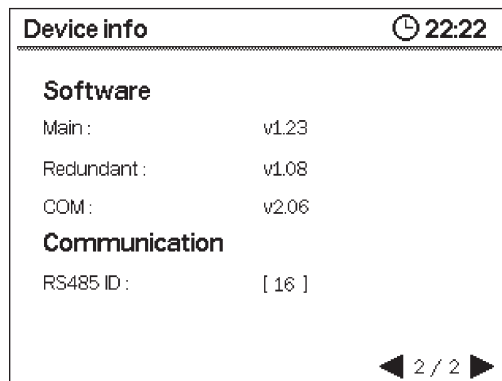 Device info 22:22
Software
Main : v1.23
Redundant : v1.08
COM : v2.06
Communication
RS485 ID : [ 16 ]
2 / 2